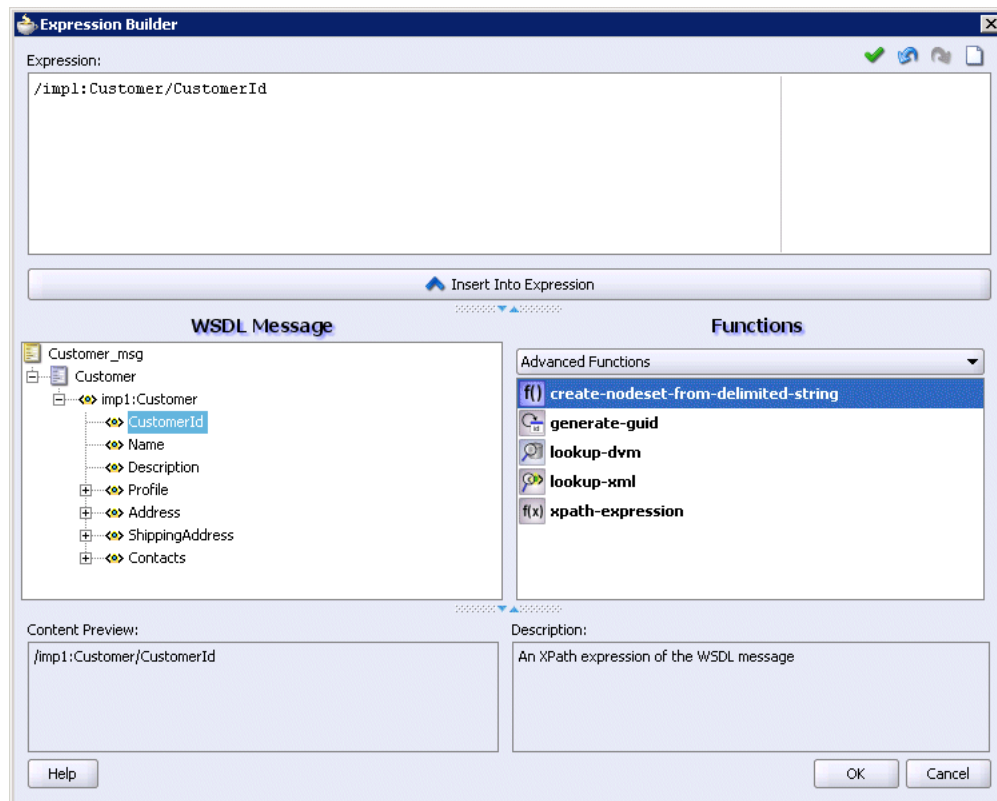 Expression Builder
Expression:
/imp1:Customer/CustomerId
Insert Into Expression
WSDL Message
Functions
Customer_msg
Customer
imp1:Customer
CustomerId
Name
Description
Profile
Address
ShippingAddress
Contacts
Advanced Functions
f() create-nodeset-from-delimited-string
id generate-guid
lookup-dvm
lookup-xml
f(x) xpath-expression
Content Preview:
/imp1:Customer/CustomerId
Description:
An XPath expression of the WSDL message
Help
OK
Cancel